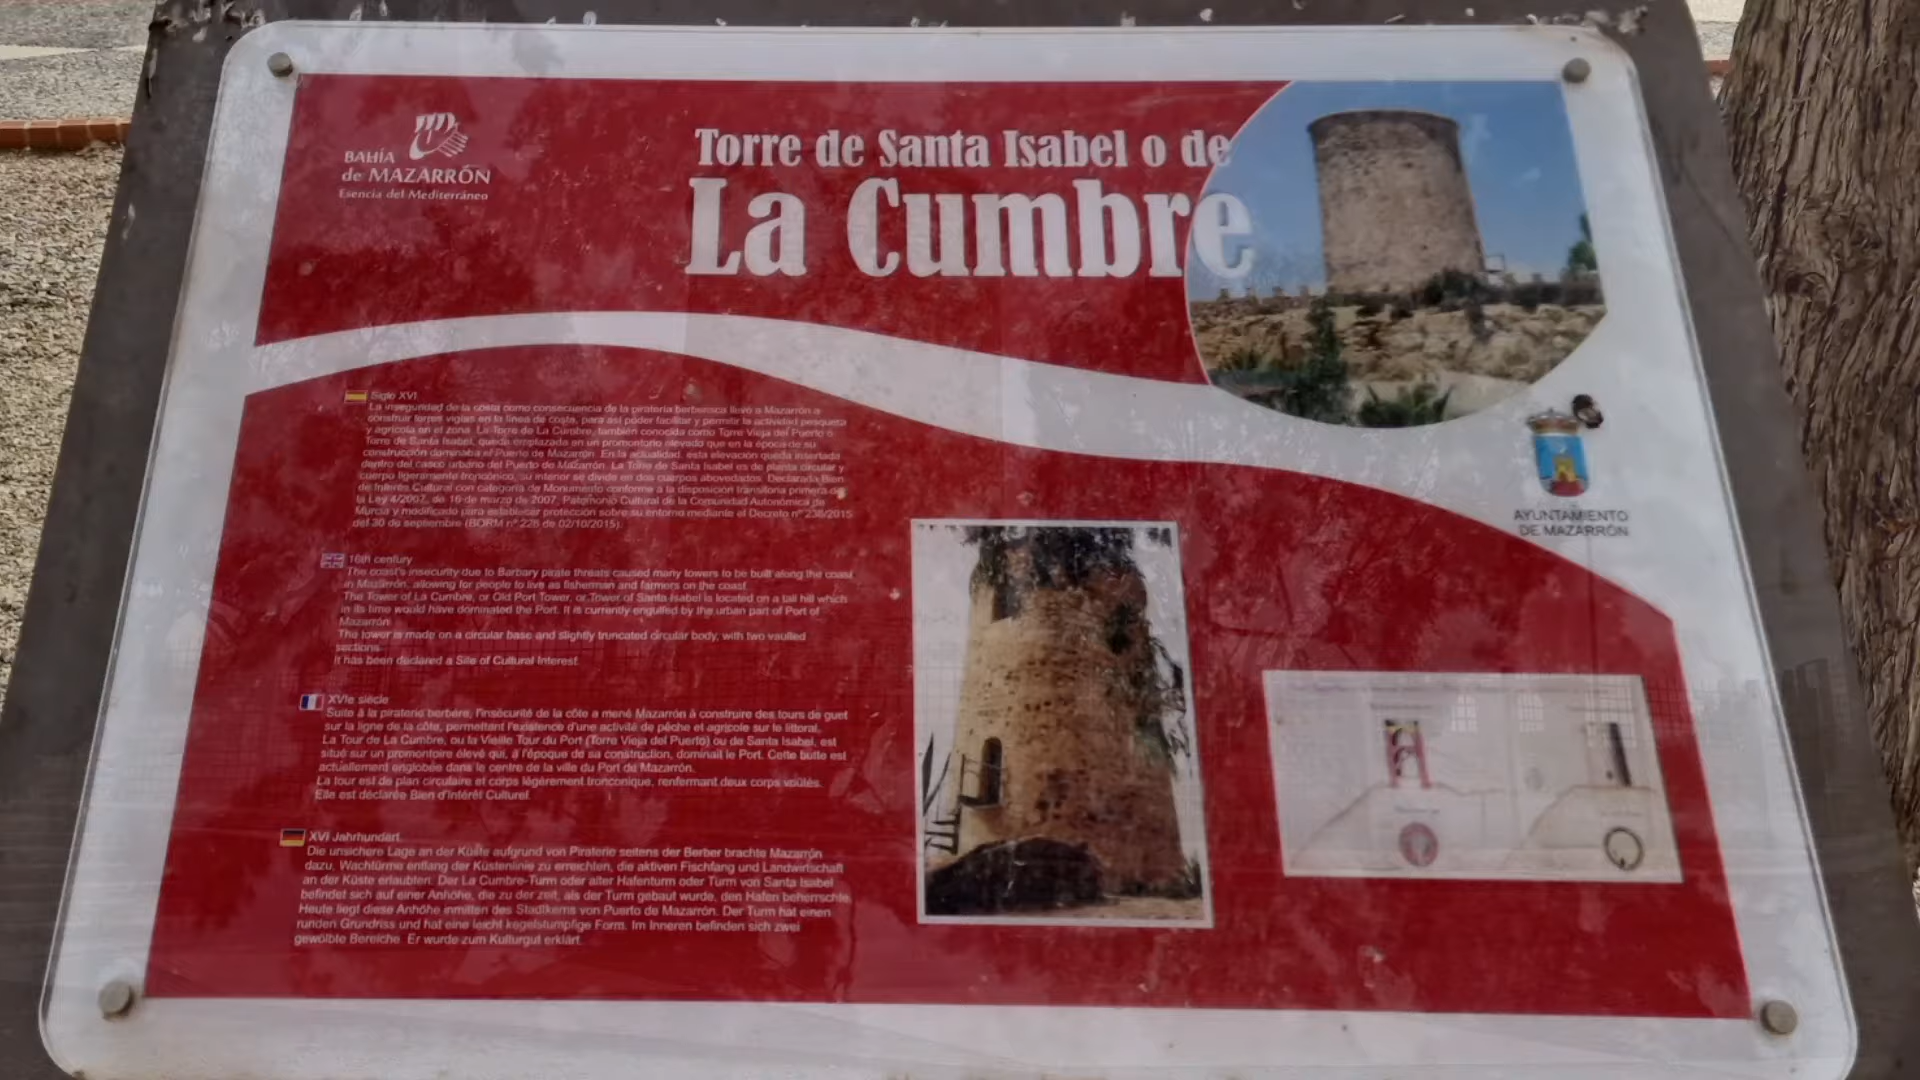 BAHÍA
de MAZARRÓN
Esencia del Mediterráneo
Torre de Santa Isabel o de
La Cumbre
AYUNTAMIENTO
DE MAZARRÓN
Siglo XVI
La inseguridad de la costa como consecuencia de la piratería berberisca llevó a Mazarrón a
construir torres vigías en la línea de costa, para así poder facilitar y permitir la actividad pesquera
y agrícola en el zona. La Torre de La Cumbre, también conocida como Torre Vieja del Puerto o
Torre de Santa Isabel, queda emplazada en un promontorio elevado que en la época de su
construcción dominaba el Puerto de Mazarrón. En la actualidad, esta elevación queda insertada
dentro del casco urbano del Puerto de Mazarrón. La Torre de Santa Isabel es de planta circular y
cuerpo ligeramente troncónico, su interior se divide en dos cuerpos abovedados. Declarada Bien
de Interés Cultural con categoría de Monumento conforme a la disposición transitoria primera de
la Ley 4/2007, de 16 de marzo de 2007, Patrimonio Cultural de la Comunidad Autonómica de
Murcia y modificado para establecer protección sobre su entorno mediante el Decreto nº 238/2015
del 30 de septiembre (BORM nº 228 de 02/10/2015).
16th century
The coast's insecurity due to Barbary pirate threats caused many towers to be built along the coast
in Mazarrón, allowing for people to live as fisherman and farmers on the coast.
The Tower of La Cumbre, or Old Port Tower, or Tower of Santa Isabel is located on a tall hill which
in its time would have dominated the Port. It is currently engulfed by the urban part of Port of
Mazarrón.
The tower is made on a circular base and slightly truncated circular body, with two vaulted
sections.
It has been declared a Site of Cultural Interest.
XVIe siècle
Suite à la piraterie berbère, l'insécurité de la côte a mené Mazarrón à construire des tours de guet
sur la ligne de la côte, permettant l'existence d'une activité de pêche et agricole sur le littoral.
La Tour de La Cumbre, ou la Vieille Tour du Port (Torre Vieja del Puerto) ou de Santa Isabel, est
situé sur un promontoire élevé qui, à l'époque de sa construction, dominait le Port. Cette butte est
actuellement englobée dans le centre de la ville du Port de Mazarrón.
La tour est de plan circulaire et corps légèrement tronconique, renfermant deux corps voûtés.
Elle est déclarée Bien d'Intérêt Culturel.
XVI Jahrhundert
Die unsichere Lage an der Küste aufgrund von Piraterie seitens der Berber brachte Mazarrón
dazu, Wachtürme entlang der Küstenlinie zu erreichten, die aktiven Fischfang und Landwirtschaft
an der Küste erlaubten. Der La Cumbre-Turm oder alter Hafenturm oder Turm von Santa Isabel
befindet sich auf einer Anhöhe, die zu der zeit, als der Turm gebaut wurde, den Hafen beherrschte.
Heute liegt diese Anhöhe inmitten des Stadtkerns von Puerto de Mazarrón. Der Turm hat einen
runden Grundriss und hat eine leicht kegelstumpfige Form. Im Inneren befinden sich zwei
gewölbte Bereiche. Er wurde zum Kulturgut erklärt.